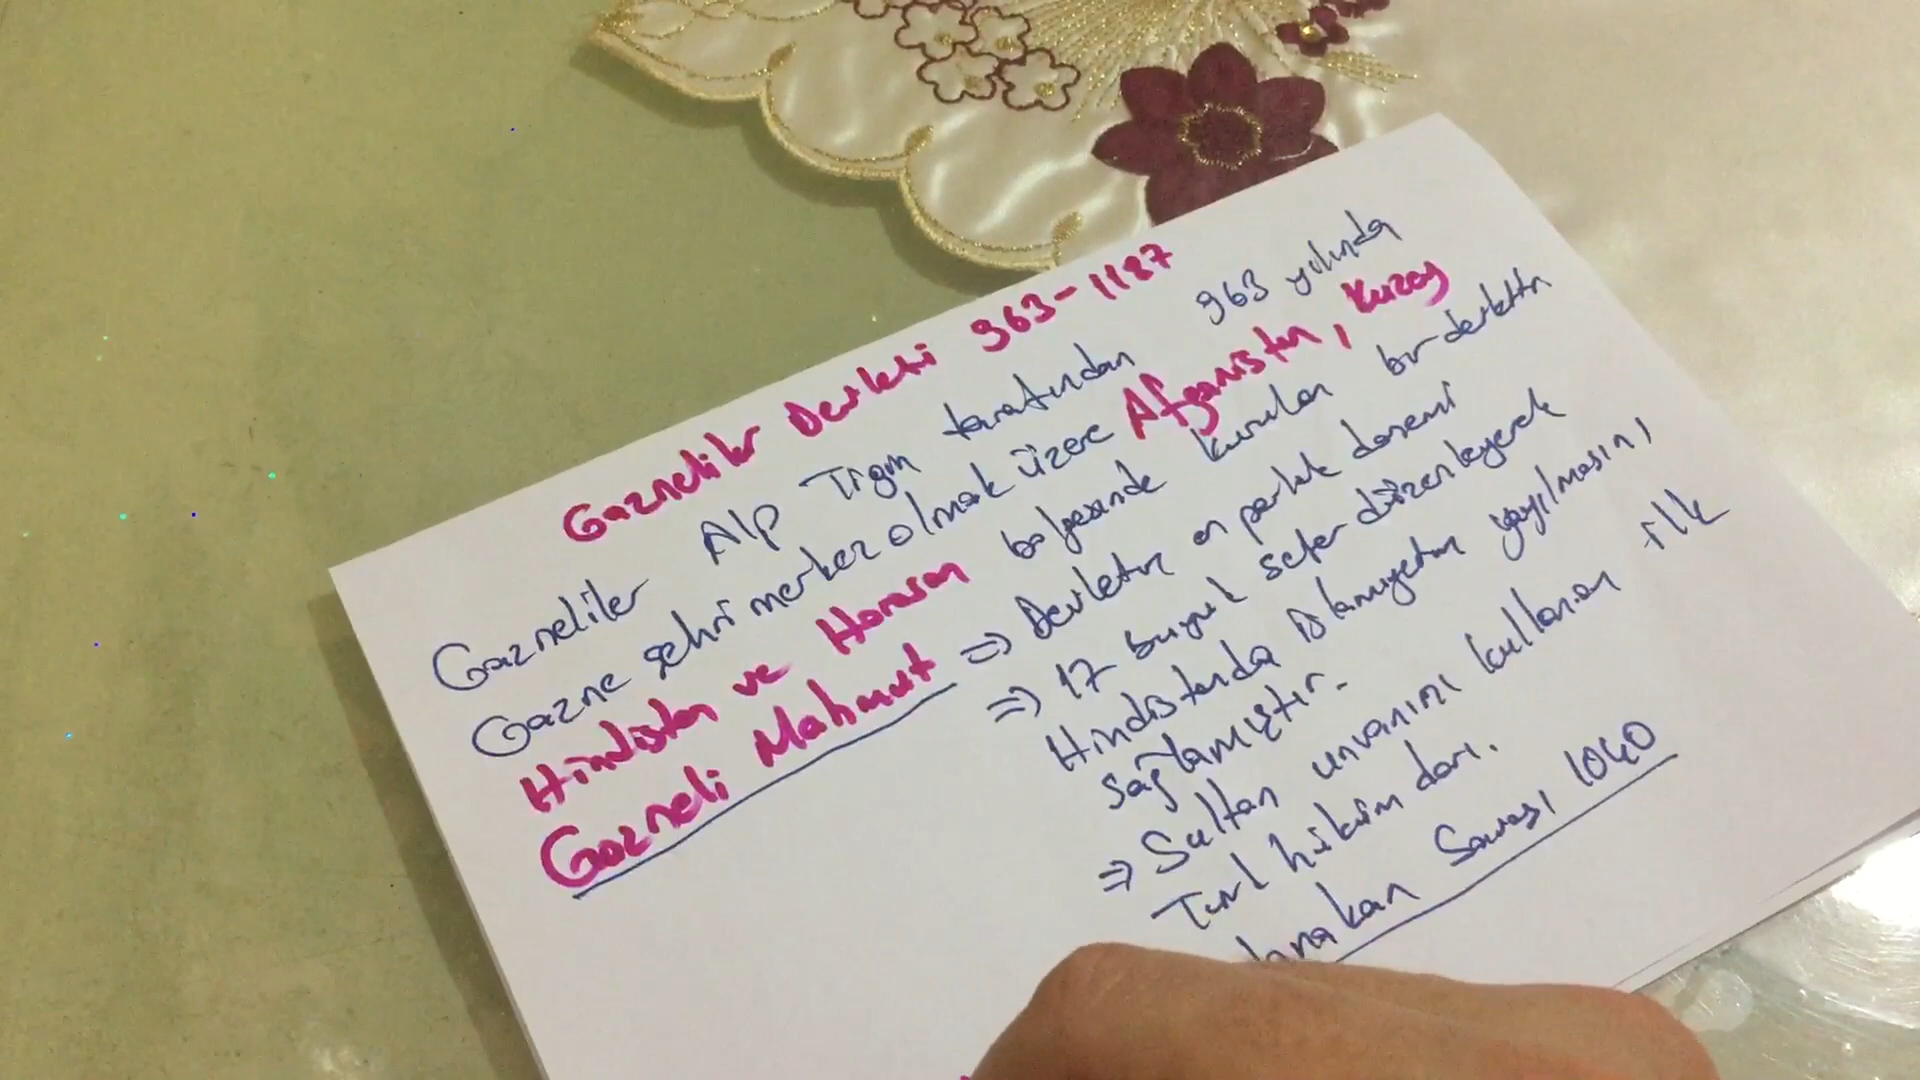 Gazneliler Devleti 963-1187
Gazneliler Alp Tigin tarafından 963 yılında
Gazne şehri merkez olmak üzere Afganistan, Kuzey
Hindistan ve Horasan bölgesinde kurulan bir devlettir
Gazneli Mahmut => Devletin en parlak dönemi
=> 17 büyük sefer düzenleyerek
Hindistanda İslamiyetin yayılmasını,
sağlamıştır.
=> Sultan unvanını kullanan ilk
Türk hükümdarı.
Savaşı 1040